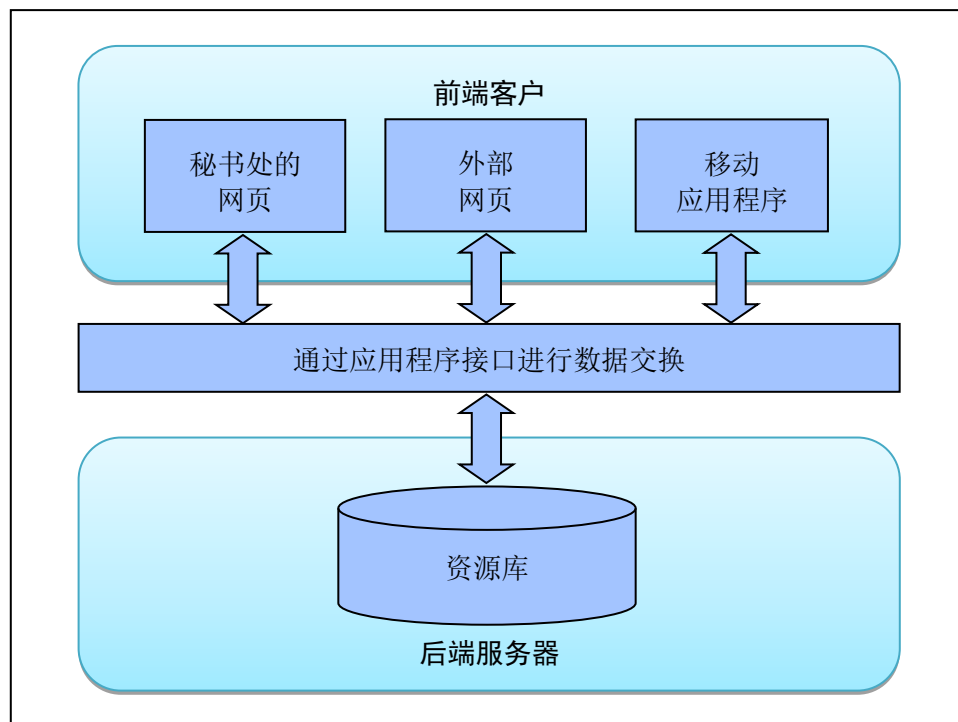 前端客户
秘书处的
网页
外部
网页
移动
应用程序
通过应用程序接口进行数据交换
资源库
后端服务器